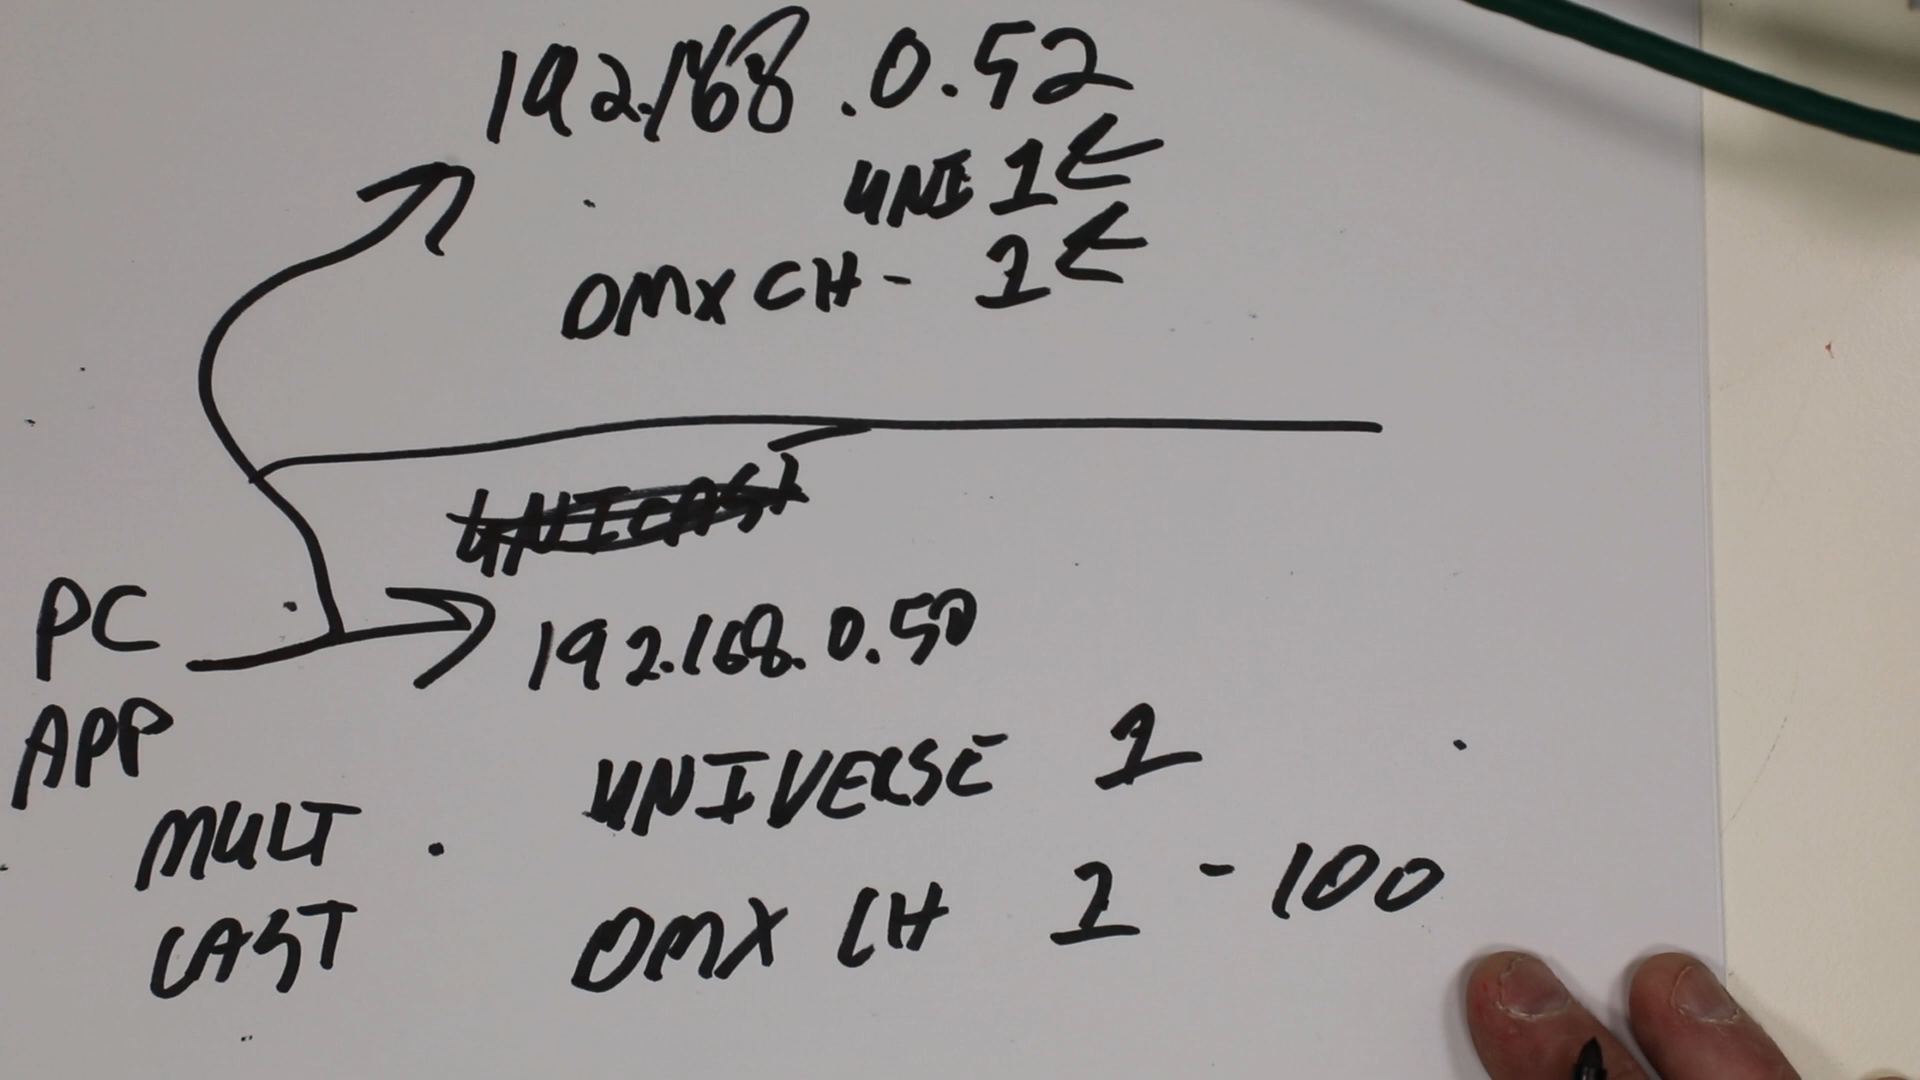 192.168.0.52
UNI 1 ←
DMX CH - 1 ←
UNICAST
192.168.0.50
PC
APP
MULT
CAST
UNIVERSE 1
DMX CH 1 - 100